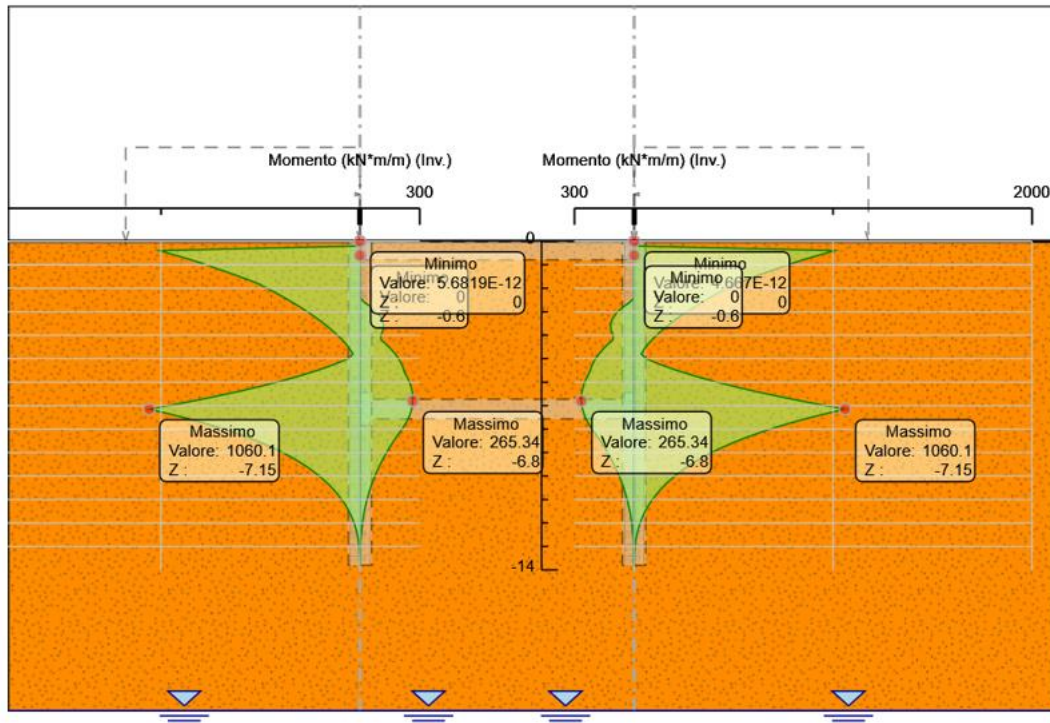 Momento (kN*m/m) (Inv.)
Momento (kN*m/m) (Inv.)
300
300
2000
0
Minimo
Valore: 5.6819E-12
Z : 0
Minimo
Valore: 0
Z : -0.6
Minimo
Z : 0
Minimo
Valore: 0
Z : -0.6
Massimo
Valore: 1060.1
Z : -7.15
Massimo
Valore: 265.34
Z : -6.8
Massimo
Valore: 265.34
Z : -6.8
Massimo
Valore: 1060.1
Z : -7.15
-14